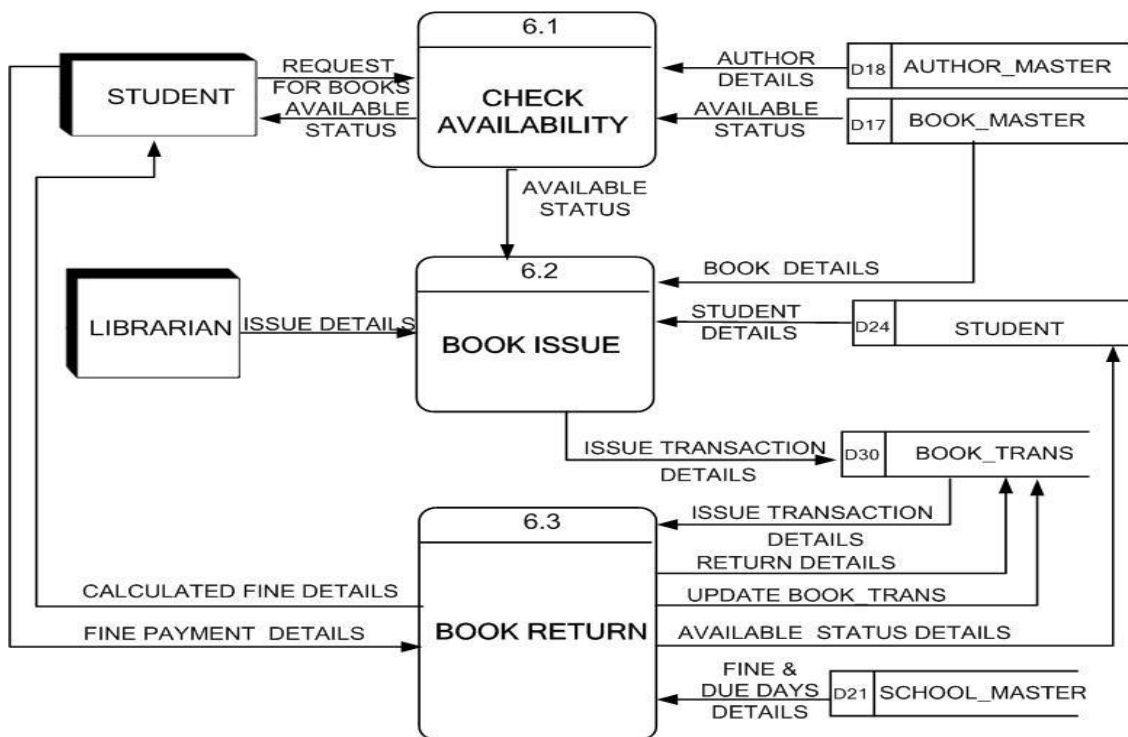 6.1
STUDENT
REQUEST
FOR BOOKS
AVAILABLE
STATUS
CHECK
AVAILABILITY
AUTHOR
DETAILS
D18 AUTHOR_MASTER
AVAILABLE
STATUS
D17 BOOK_MASTER
AVAILABLE
STATUS
6.2
BOOK DETAILS
LIBRARIAN
ISSUE DETAILS
BOOK ISSUE
STUDENT
DETAILS
D24 STUDENT
ISSUE TRANSACTION
DETAILS
D30 BOOK_TRANS
6.3
ISSUE TRANSACTION
DETAILS
RETURN DETAILS
CALCULATED FINE DETAILS
UPDATE BOOK_TRANS
FINE PAYMENT DETAILS
BOOK RETURN
AVAILABLE STATUS DETAILS
FINE &
DUE DAYS
DETAILS
D21 SCHOOL_MASTER